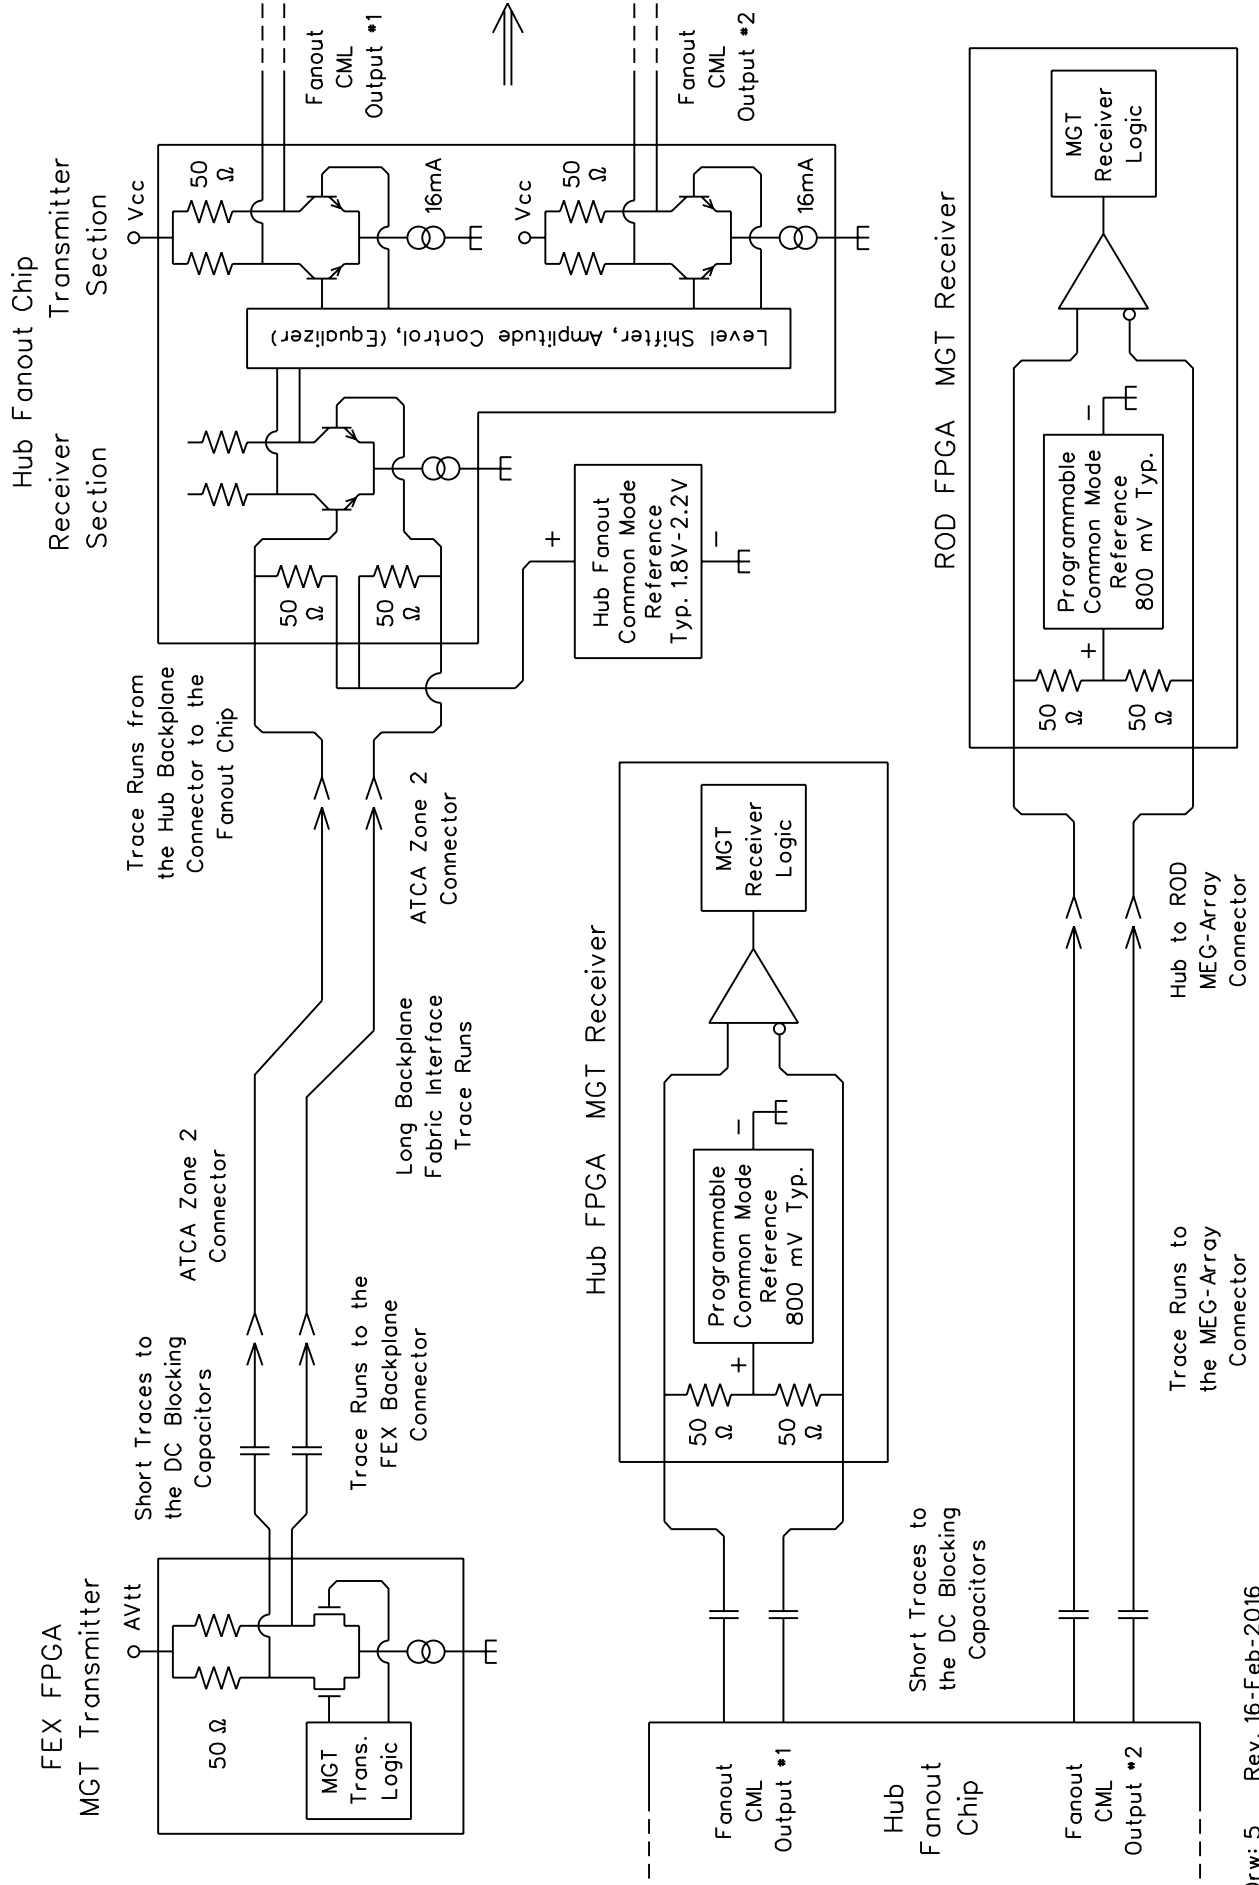 FEX FPGA
MGT Transmitter
AVtt
50 Ω
MGT
Trans.
Logic
Short Traces to
the DC Blocking
Capacitors
Trace Runs to the
FEX Backplane
Connector
ATCA Zone 2
Connector
Long Backplane
Fabric Interface
Trace Runs
ATCA Zone 2
Connector
Trace Runs from
the Hub Backplane
Connector to the
Fanout Chip
Hub Fanout Chip
Receiver
Section
Transmitter
Section
50
Ω
50
Ω
Level Shifter, Amplitude Control, (Equalizer)
Vcc
50
Ω
16mA
Vcc
50
Ω
16mA
Fanout
CML
Output #1
Fanout
CML
Output #2
+
Hub Fanout
Common Mode
Reference
Typ. 1.8V-2.2V
−
Hub FPGA MGT Receiver
50
Ω
50
Ω
+
Programmable
Common Mode
Reference
800 mV Typ.
−
MGT
Receiver
Logic
ROD FPGA MGT Receiver
50
Ω
50
Ω
+
Programmable
Common Mode
Reference
800 mV Typ.
−
MGT
Receiver
Logic
Fanout
CML
Output #1
Hub
Fanout
Chip
Fanout
CML
Output #2
Short Traces to
the DC Blocking
Capacitors
Trace Runs to
the MEG-Array
Connector
Hub to ROD
MEG-Array
Connector
rw: 5 Rev. 16-Feb-2016